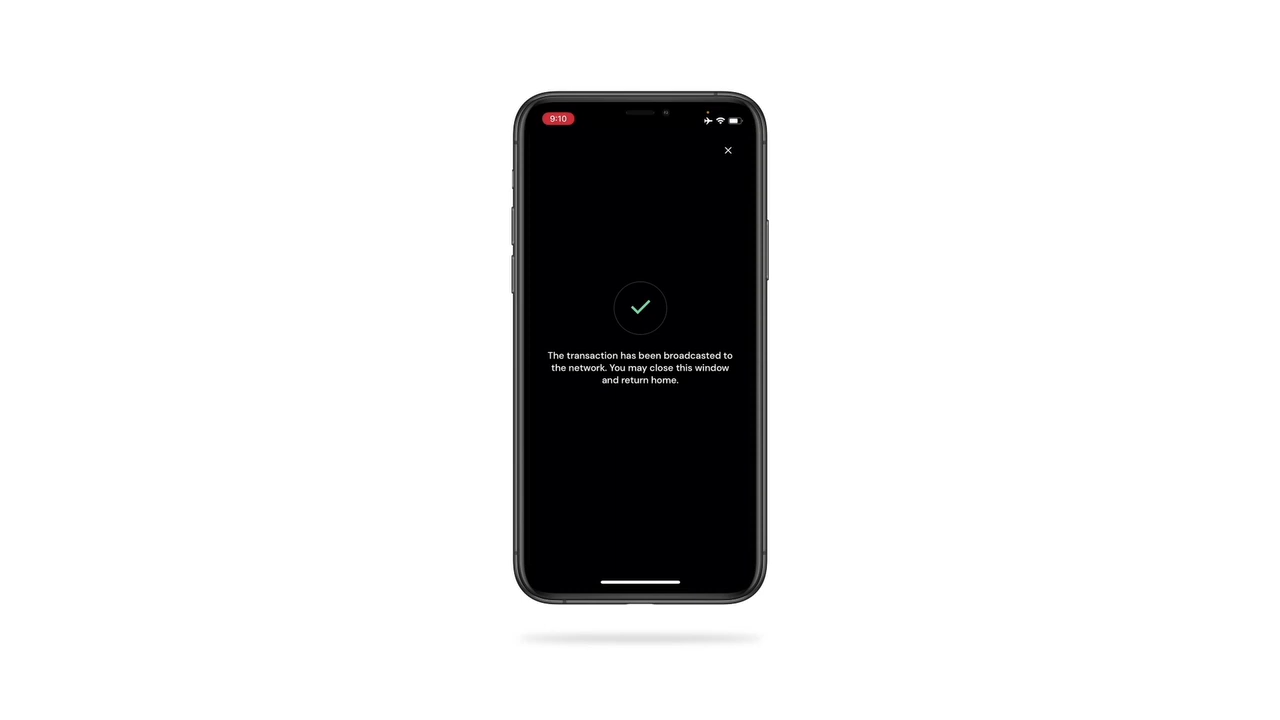 9:10
The transaction has been broadcasted to
the network. You may close this window
and return home.